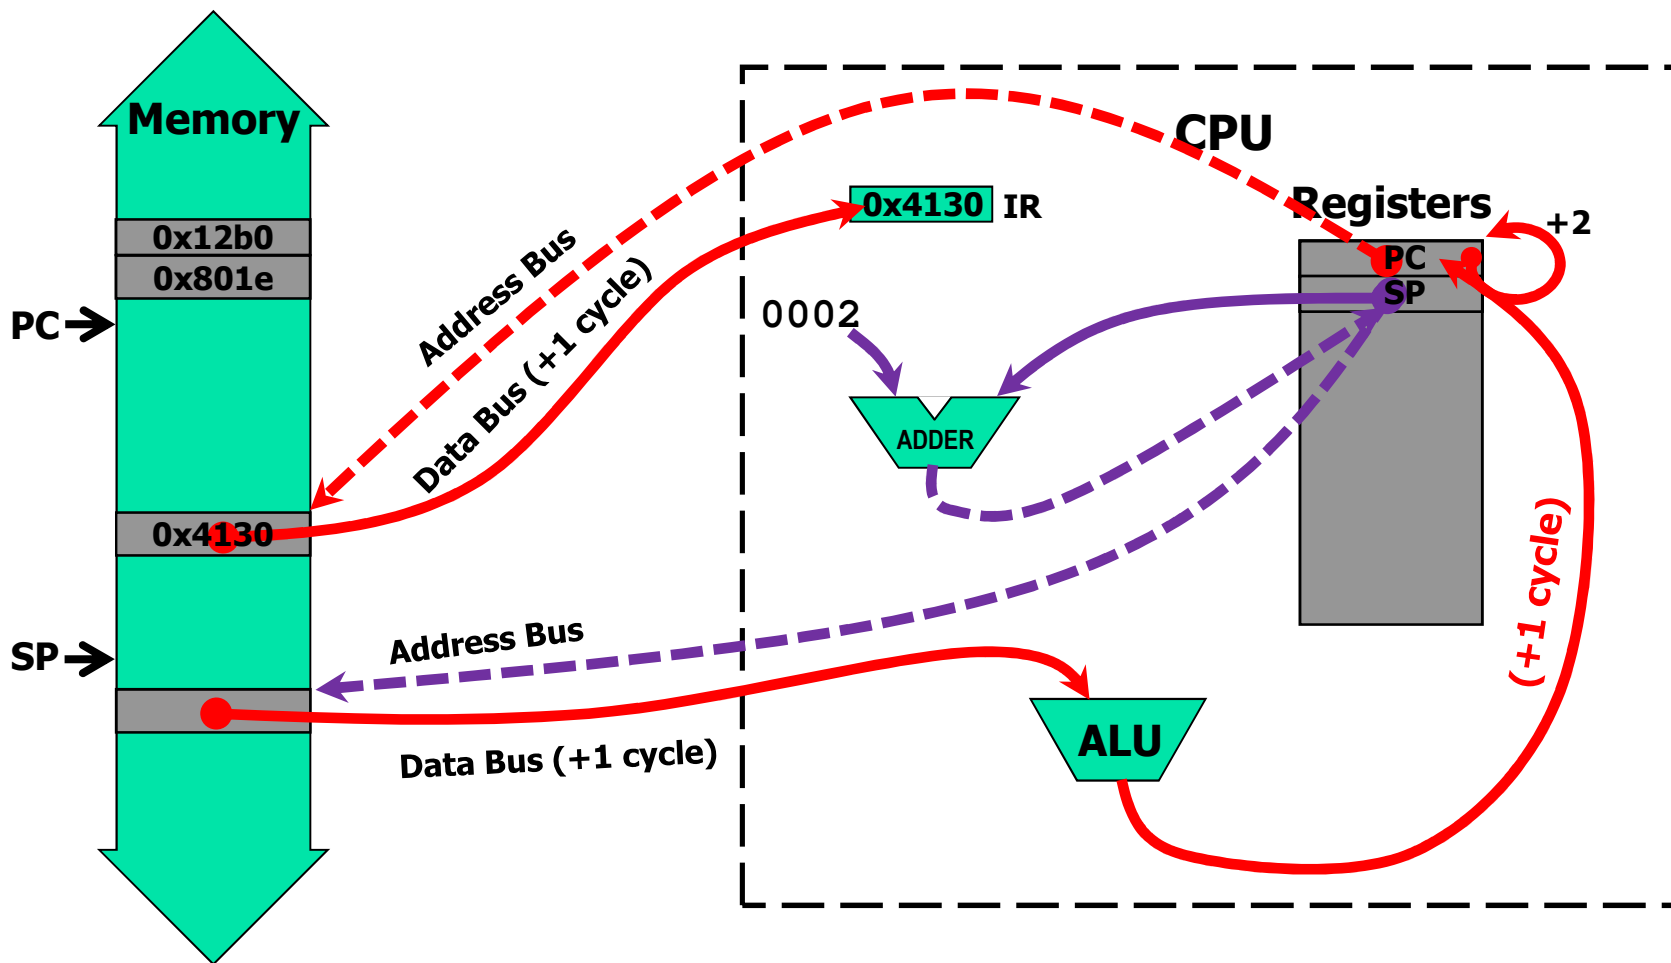 Memory
CPU
0x4130 IR
Registers
+2
0x12b0
0x801e
PC
SP
PC
Address Bus
Data Bus (+1 cycle)
0002
ADDER
0x4130
(+1 cycle)
SP
Address Bus
ALU
Data Bus (+1 cycle)